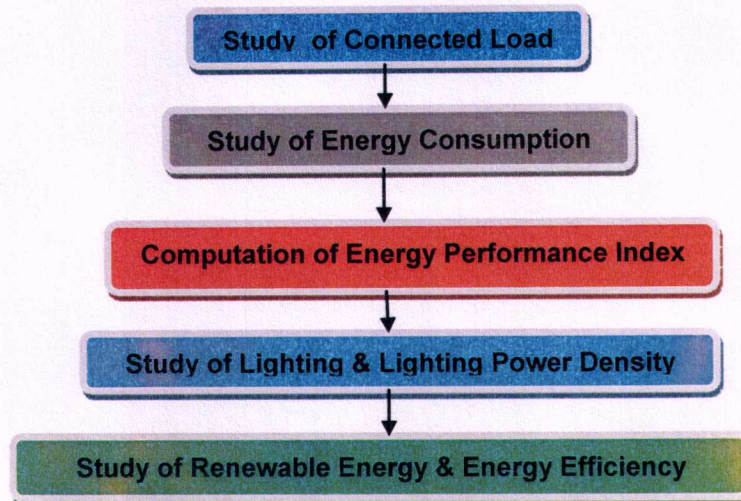 Study of Connected Load
Study of Energy Consumption
Computation of Energy Performance Index
Study of Lighting & Lighting Power Density
Study of Renewable Energy & Energy Efficiency